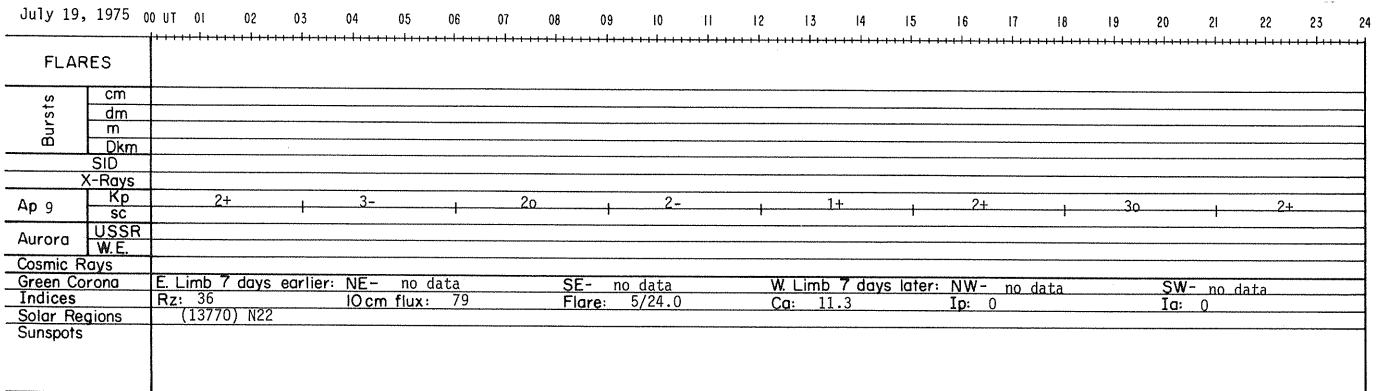 July 19, 1975 00 UT 01 02 03 04 05 06 07 08 09 10 11 12 13 14 15 16 17 18 19 20 21 22 23 24
FLARES
Bursts
cm
dm
m
Dkm
SID
X-Rays
Ap 9
Kp 2+ 3- 2o 2- 1+ 2+ 3o 2+
sc
Aurora
USSR
W.E.
Cosmic Rays
Green Corona E. Limb 7 days earlier: NE- no data SE- no data W. Limb 7 days later: NW- no data SW- no data
Indices Rz: 36 10cm flux: 79 Flare: 5/24.0 Ca: 11.3 Ip: 0 Ia: 0
Solar Regions (13770) N22
Sunspots